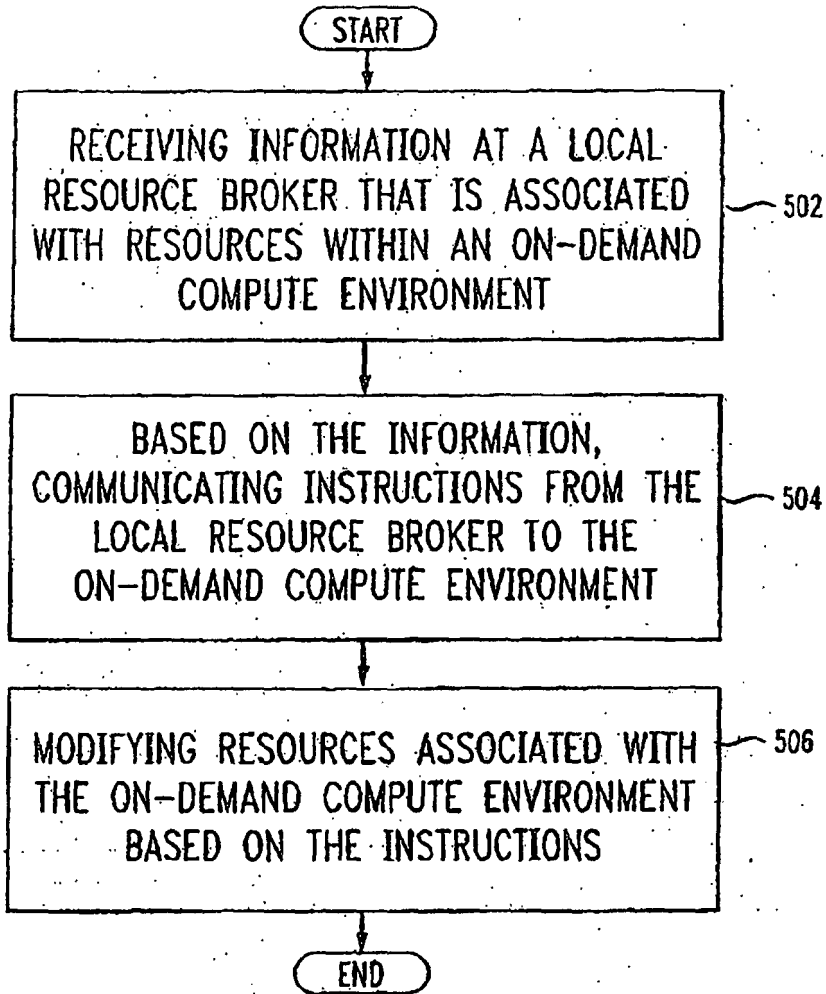 START
RECEIVING INFORMATION AT A LOCAL
RESOURCE BROKER THAT IS ASSOCIATED
WITH RESOURCES WITHIN AN ON-DEMAND
COMPUTE ENVIRONMENT
502
BASED ON THE INFORMATION,
COMMUNICATING INSTRUCTIONS FROM THE
LOCAL RESOURCE BROKER TO THE
ON-DEMAND COMPUTE ENVIRONMENT
504
MODIFYING RESOURCES ASSOCIATED WITH
THE ON-DEMAND COMPUTE ENVIRONMENT
BASED ON THE INSTRUCTIONS
506
END